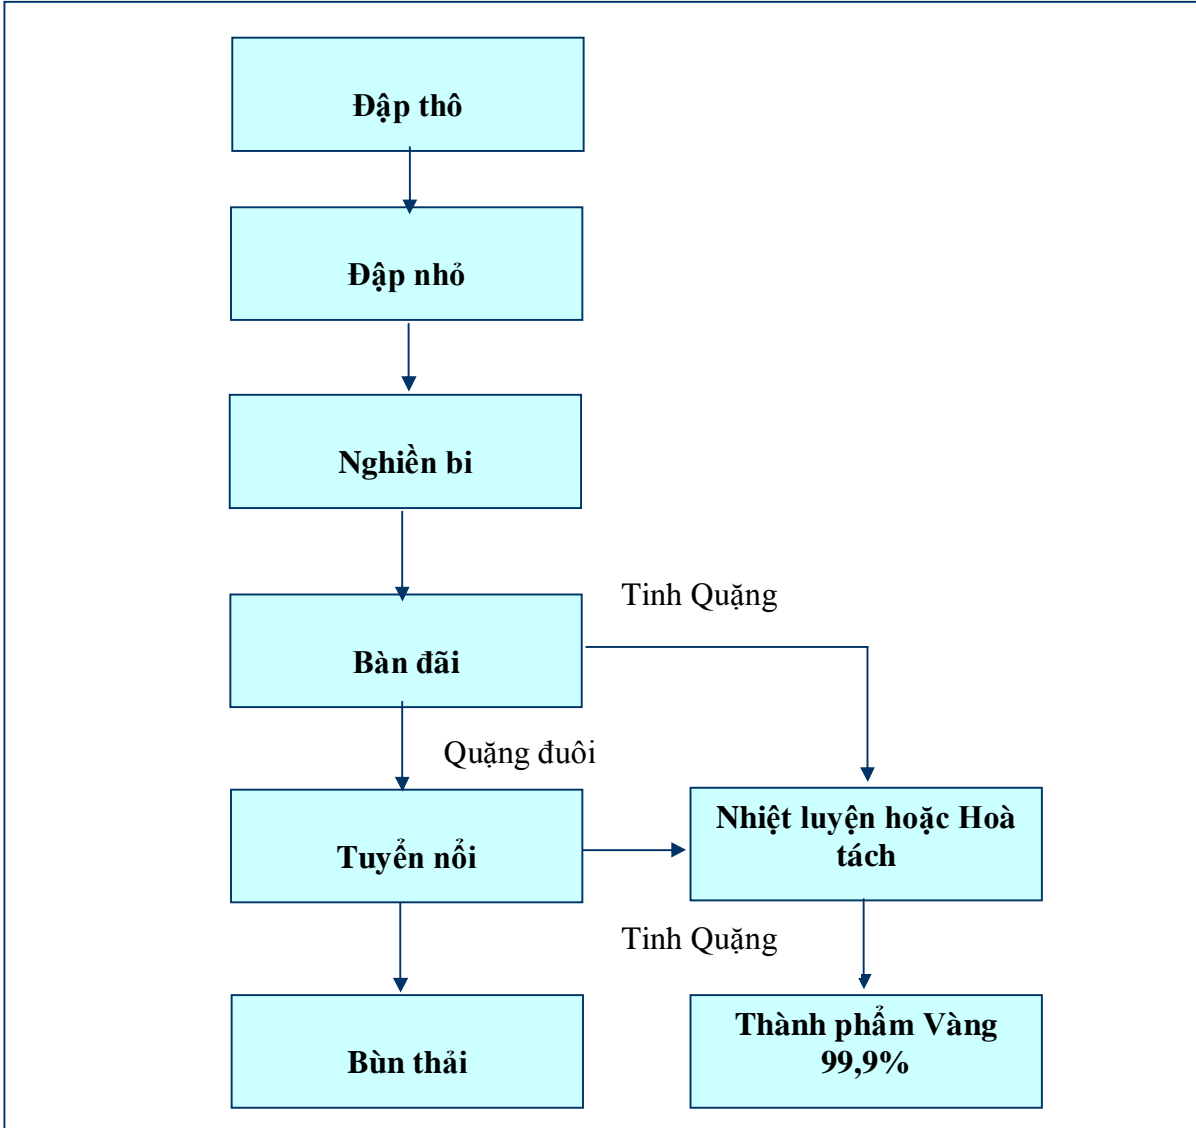 Đập thô
Đập nhỏ
Nghiền bi
Tinh Quặng
Bàn đãi
Quặng đuôi
Nhiệt luyện hoặc Hoà
tách
Tuyển nổi
Tinh Quặng
Bùn thải
Thành phẩm Vàng
99,9%